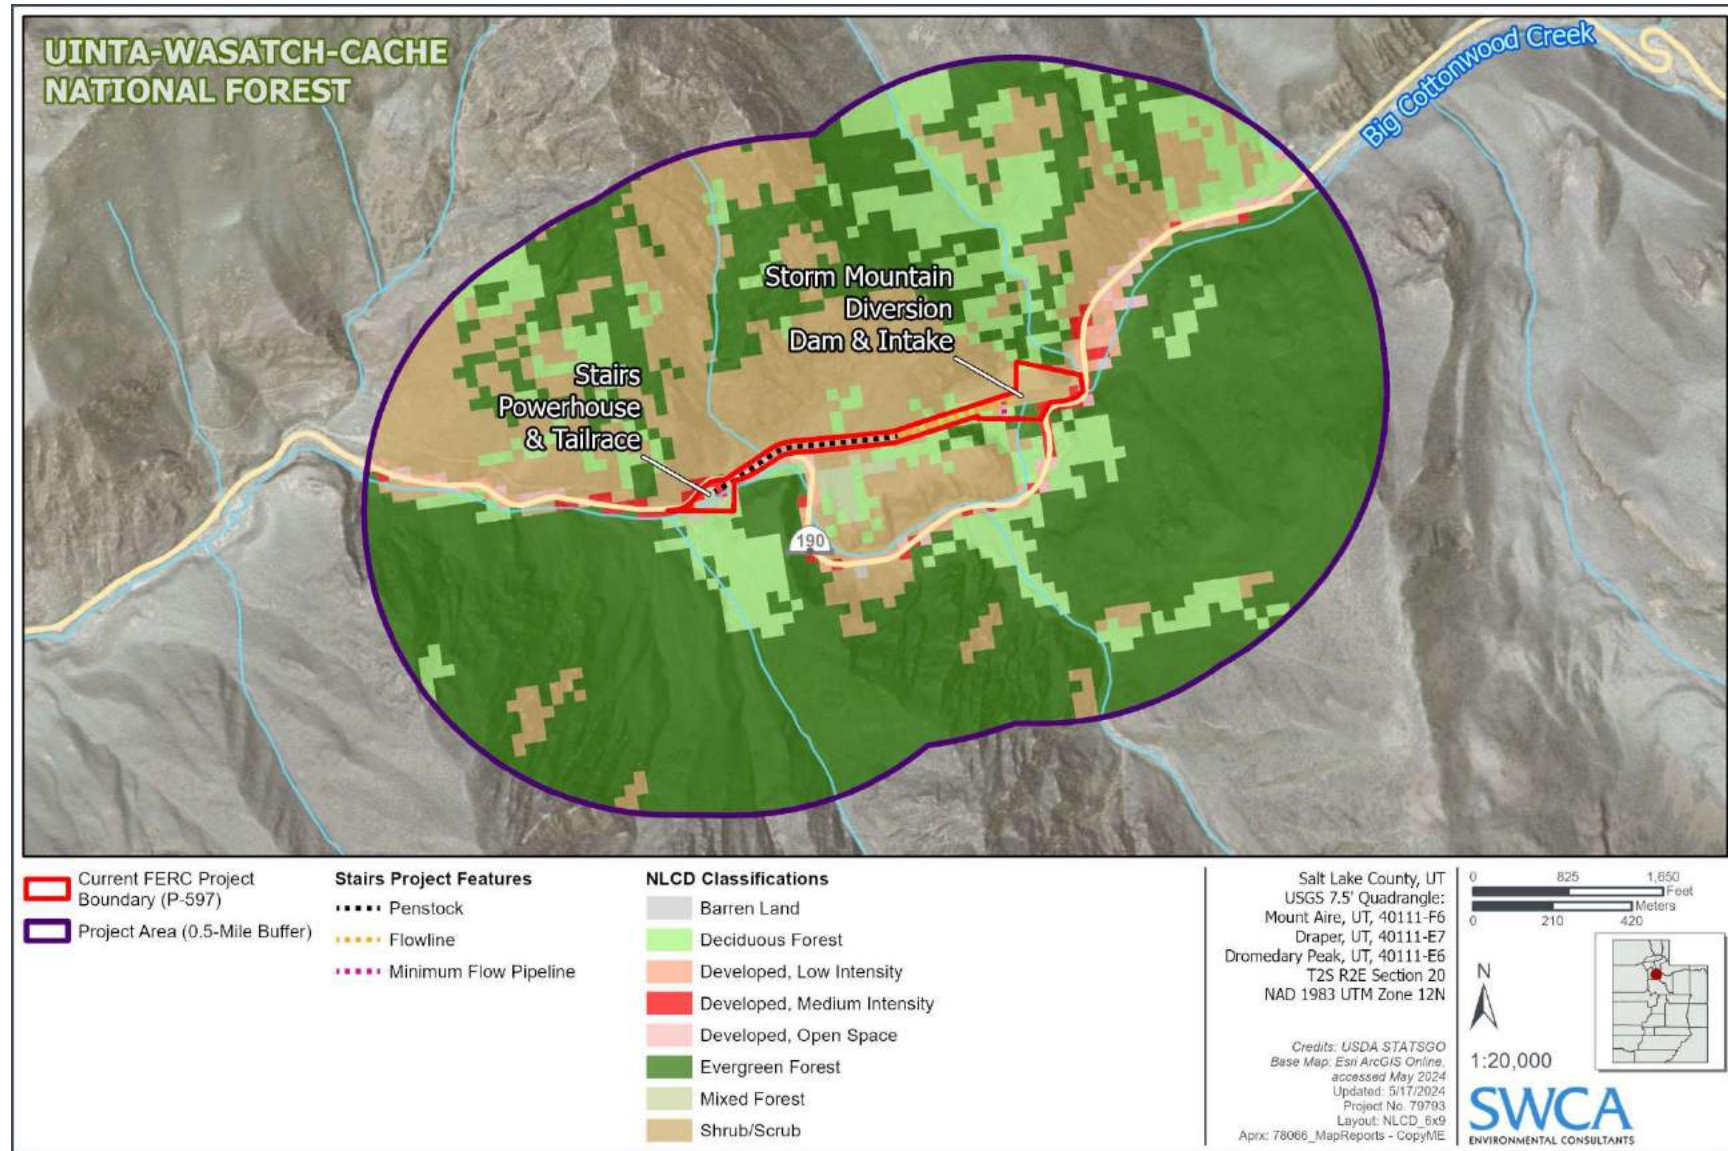 UINTA-WASATCH-CACHE
NATIONAL FOREST
Big Cottonwood Creek
Storm Mountain
Diversion
Dam & Intake
Stairs
Powerhouse
& Tailrace
190
Current FERC Project
Boundary (P-597)
Project Area (0.5-Mile Buffer)
Stairs Project Features
Penstock
Flowline
Minimum Flow Pipeline
NLCD Classifications
Barren Land
Deciduous Forest
Developed, Low Intensity
Developed, Medium Intensity
Developed, Open Space
Evergreen Forest
Mixed Forest
Shrub/Scrub
Salt Lake County, UT
USGS 7.5' Quadrangle:
Mount Aire, UT, 40111-F6
Draper, UT, 40111-E7
Dromedary Peak, UT, 40111-E6
T2S R2E Section 20
NAD 1983 UTM Zone 12N
Credits: USDA STATSGO
Base Map: Esri ArcGIS Online,
accessed May 2024
Updated: 5/17/2024
Project No. 79793
Layout: NLCD_6x9
Aprx: 78066_MapReports - CopyME
0 825 1,650
Feet
Meters
0 210 420
N
1:20,000
SWCA
ENVIRONMENTAL CONSULTANTS